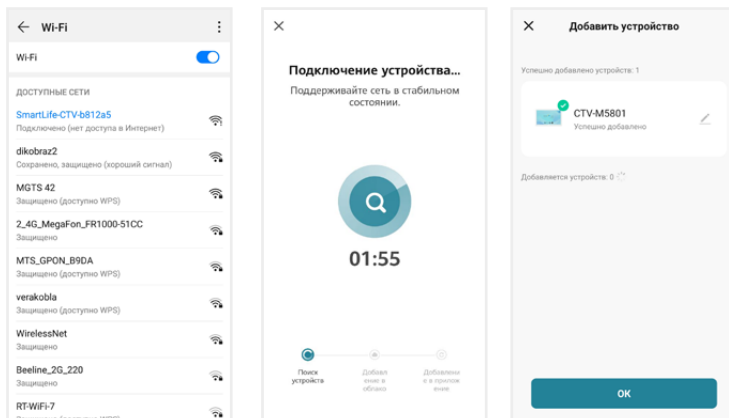 Wi-Fi
Wi-Fi
ДОСТУПНЫЕ СЕТИ
SmartLife-CTV-b812a5
Подключено (нет доступа в Интернет)
dikobraz2
Сохранено, защищено (хороший сигнал)
MGTS 42
Защищено (доступно WPS)
2_4G_MegaFon_FR1000-51CC
Защищено
MTS_GPON_B9DA
Защищено (доступно WPS)
verakobla
Защищено (доступно WPS)
WirelessNet
Защищено
Beeline_2G_220
Защищено
RT-WiFi-7
Подключение устройства...
Поддерживайте сеть в стабильном
состоянии.
01:55
Поиск
устройств
Добавл
ение в
облако
Добавлени
е в прилож
ение
Добавить устройство
Успешно добавлено устройств: 1
CTV-M5801
Успешно добавлено
Добавляется устройств: 0
ОК